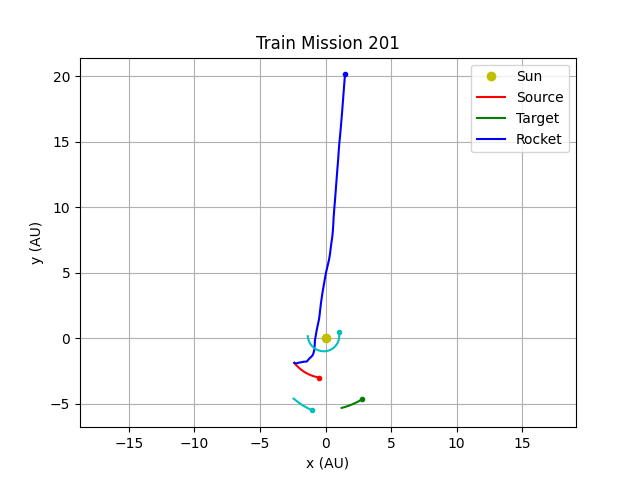 Train Mission 201
Sun
Source
Target
Rocket
20
15
10
5
0
−5
−15
−10
−5
0
5
10
15
y (AU)
x (AU)